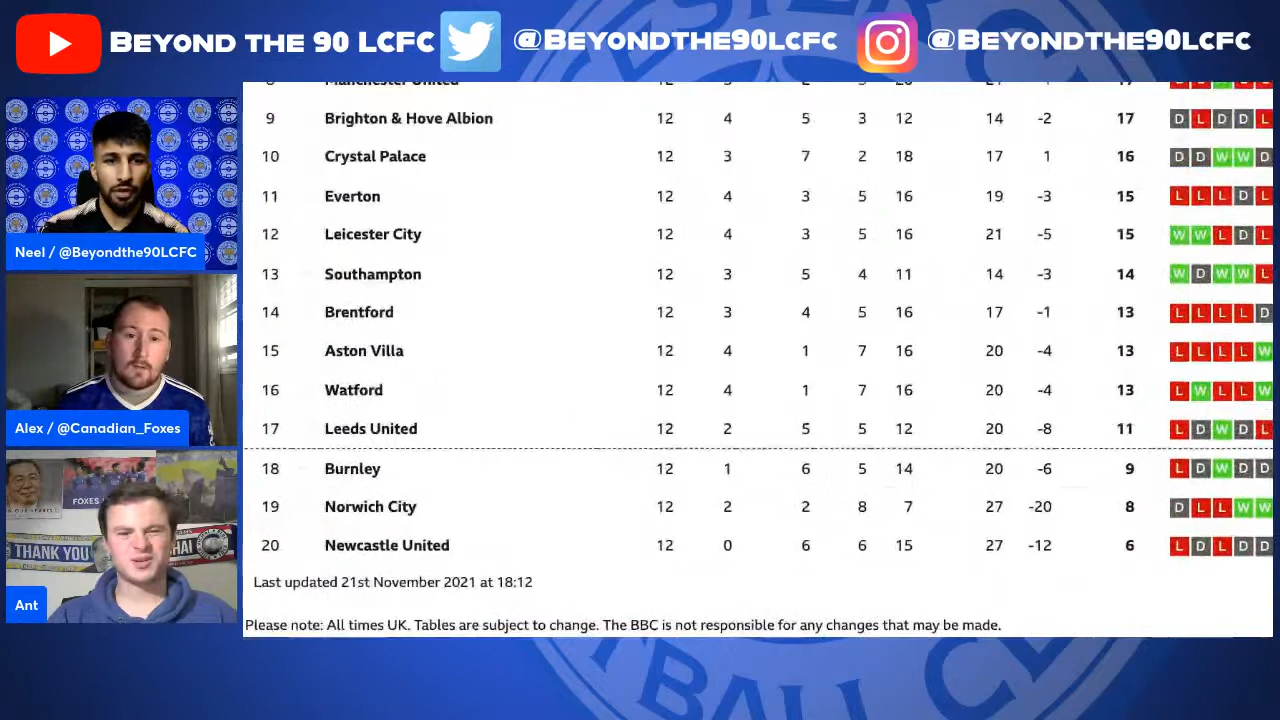 BEYOND THE 90 LCFC @BEYONDTHE90LCFC @BEYONDTHE90LCFC
Manchester United 12
9 Brighton & Hove Albion 12 4 5 3 12 14 -2 17 D L D D L
10 Crystal Palace 12 3 7 2 18 17 1 16 D D W W D
11 Everton 12 4 3 5 16 19 -3 15 L L L D L
12 Leicester City 12 4 3 5 16 21 -5 15 W W L D L
13 Southampton 12 3 5 4 11 14 -3 14 W D W W L
14 Brentford 12 3 4 5 16 17 -1 13 L L L L D
15 Aston Villa 12 4 1 7 16 20 -4 13 L L L L W
16 Watford 12 4 1 7 16 20 -4 13 L W L L W
17 Leeds United 12 2 5 5 12 20 -8 11 L D W D L
18 Burnley 12 1 6 5 14 20 -6 9 L D W D D
19 Norwich City 12 2 2 8 7 27 -20 8 D L L W W
20 Newcastle United 12 0 6 6 15 27 -12 6 L D L D D
Last updated 21st November 2021 at 18:12
Please note: All times UK. Tables are subject to change. The BBC is not responsible for any changes that may be made.
Neel / @Beyondthe90LCFC
Alex / @Canadian_Foxes
FOXES
THANK YOU
Ant